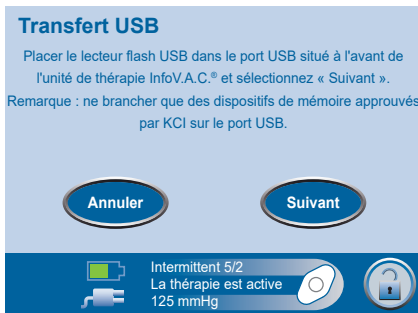 Transfert USB
Placer le lecteur flash USB dans le port USB situé à l'avant de
l'unité de thérapie InfoV.A.C.® et sélectionnez « Suivant ».
Remarque : ne brancher que des dispositifs de mémoire approuvés
par KCI sur le port USB.
Annuler
Suivant
Intermittent 5/2
La thérapie est active
125 mmHg